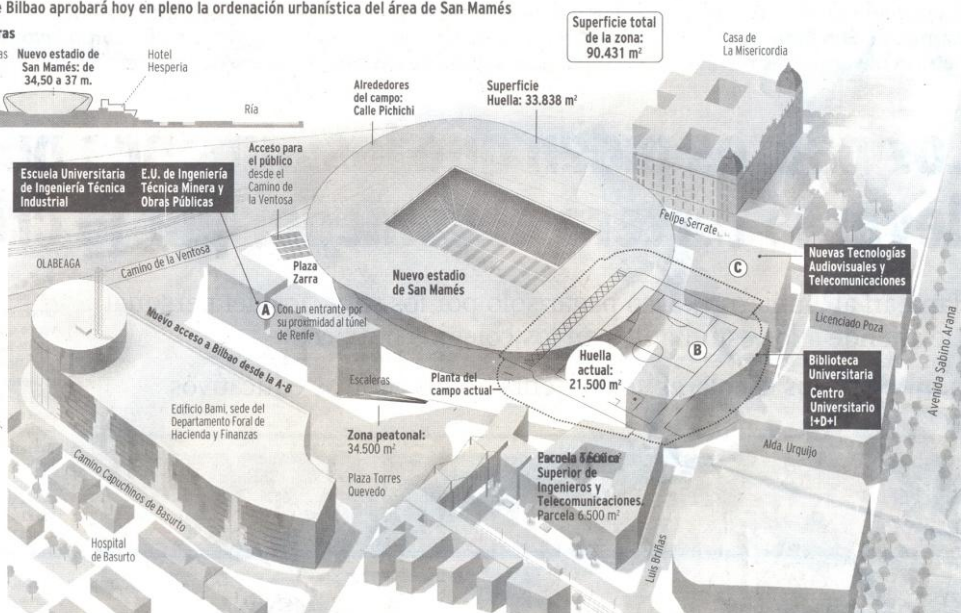 Bilbao aprobará hoy en pleno la ordenación urbanística del área de San Mamés
Nuevo estadio de
San Mamés: de
34,50 a 37 m.
Hotel
Hesperia
Ría
Superficie total
de la zona:
90.431 m²
Casa de
La Misericordia
Alrededores
del campo:
Calle Pichichi
Superficie
Huella: 33.838 m²
Acceso para
el público
desde el
Camino de
la Ventosa
Escuela Universitaria
de Ingeniería Técnica
Industrial
E.U. de Ingeniería
Técnica Minera y
Obras Públicas
Felipe Serrate
OLABEAGA
Camino de la Ventosa
Plaza
Zarra
Nuevo estadio
de San Mamés
C
Nuevas Tecnologías
Audiovisuales y
Telecomunicaciones
A
Con un entrante por
su proximidad al túnel
de Renfe
Licenciado Poza
Avenida Sabino Arana
Nuevo acceso a Bilbao desde la A-8
B
Huella
actual:
21.500 m²
Escaleras
Planta del
campo actual
Biblioteca
Universitaria
Centro
Universitario
I+D+I
Edificio Bami, sede del
Departamento Foral de
Hacienda y Finanzas
Zona peatonal:
34.500 m²
Alda. Urquijo
Plaza Torres
Quevedo
Superior de
Ingenieros y
Telecomunicaciones.
Parcela 6.500 m²
Camino Capuchinos de Basurto
Hospital
de Basurto
Luis Briñas